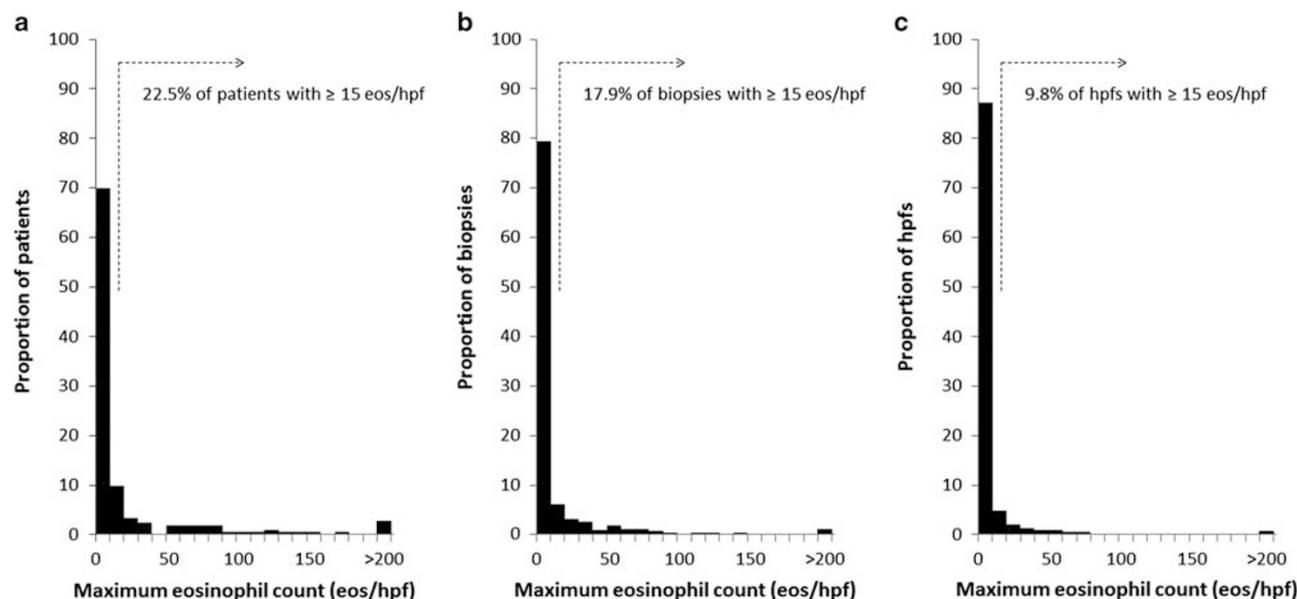 a
100
90
80
70
60
50
40
30
20
10
0
Proportion of patients
22.5% of patients with ≥ 15 eos/hpf
0 50 100 150 >200
Maximum eosinophil count (eos/hpf)
b
100
90
80
70
60
50
40
30
20
10
0
Proportion of biopsies
17.9% of biopsies with ≥ 15 eos/hpf
0 50 100 150 >200
Maximum eosinophil count (eos/hpf)
c
100
90
80
70
60
50
40
30
20
10
0
Proportion of hpfs
9.8% of hpfs with ≥ 15 eos/hpf
0 50 100 150 >200
Maximum eosinophil count (eos/hpf)